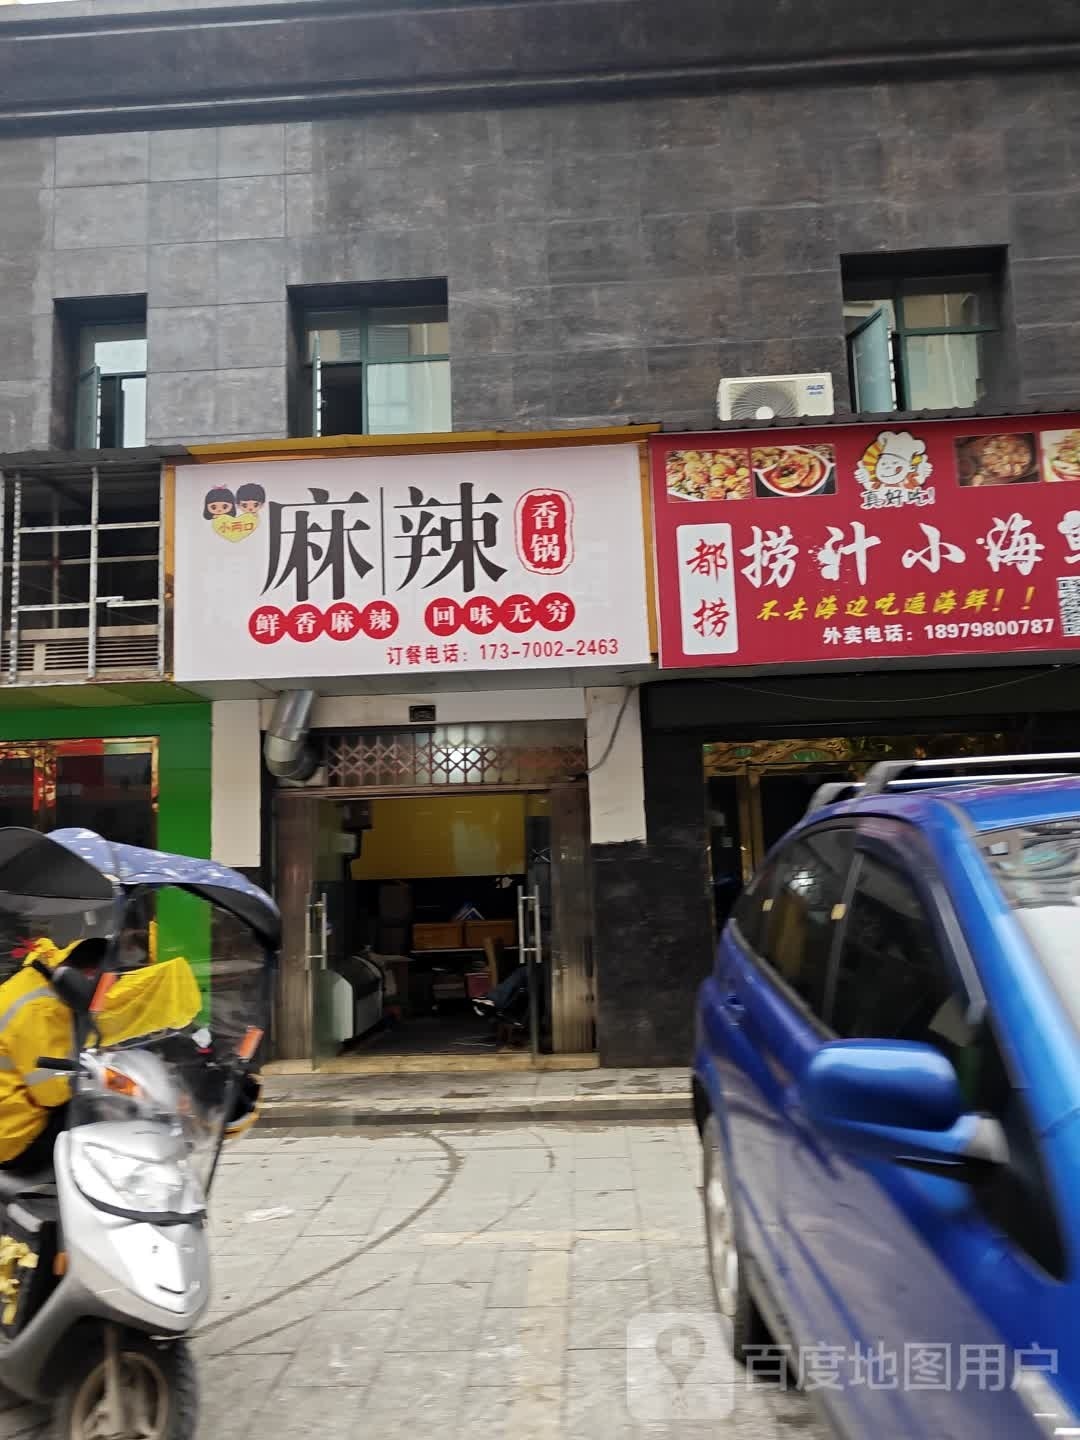 小两口
麻辣
香锅
鲜香麻辣 回味无穷
订餐电话：173-7002-2463
真好吃!
都捞
捞汁小海
不去海边吃遍海鲜！！
外卖电话：18979800787
AUX
百度地图用户